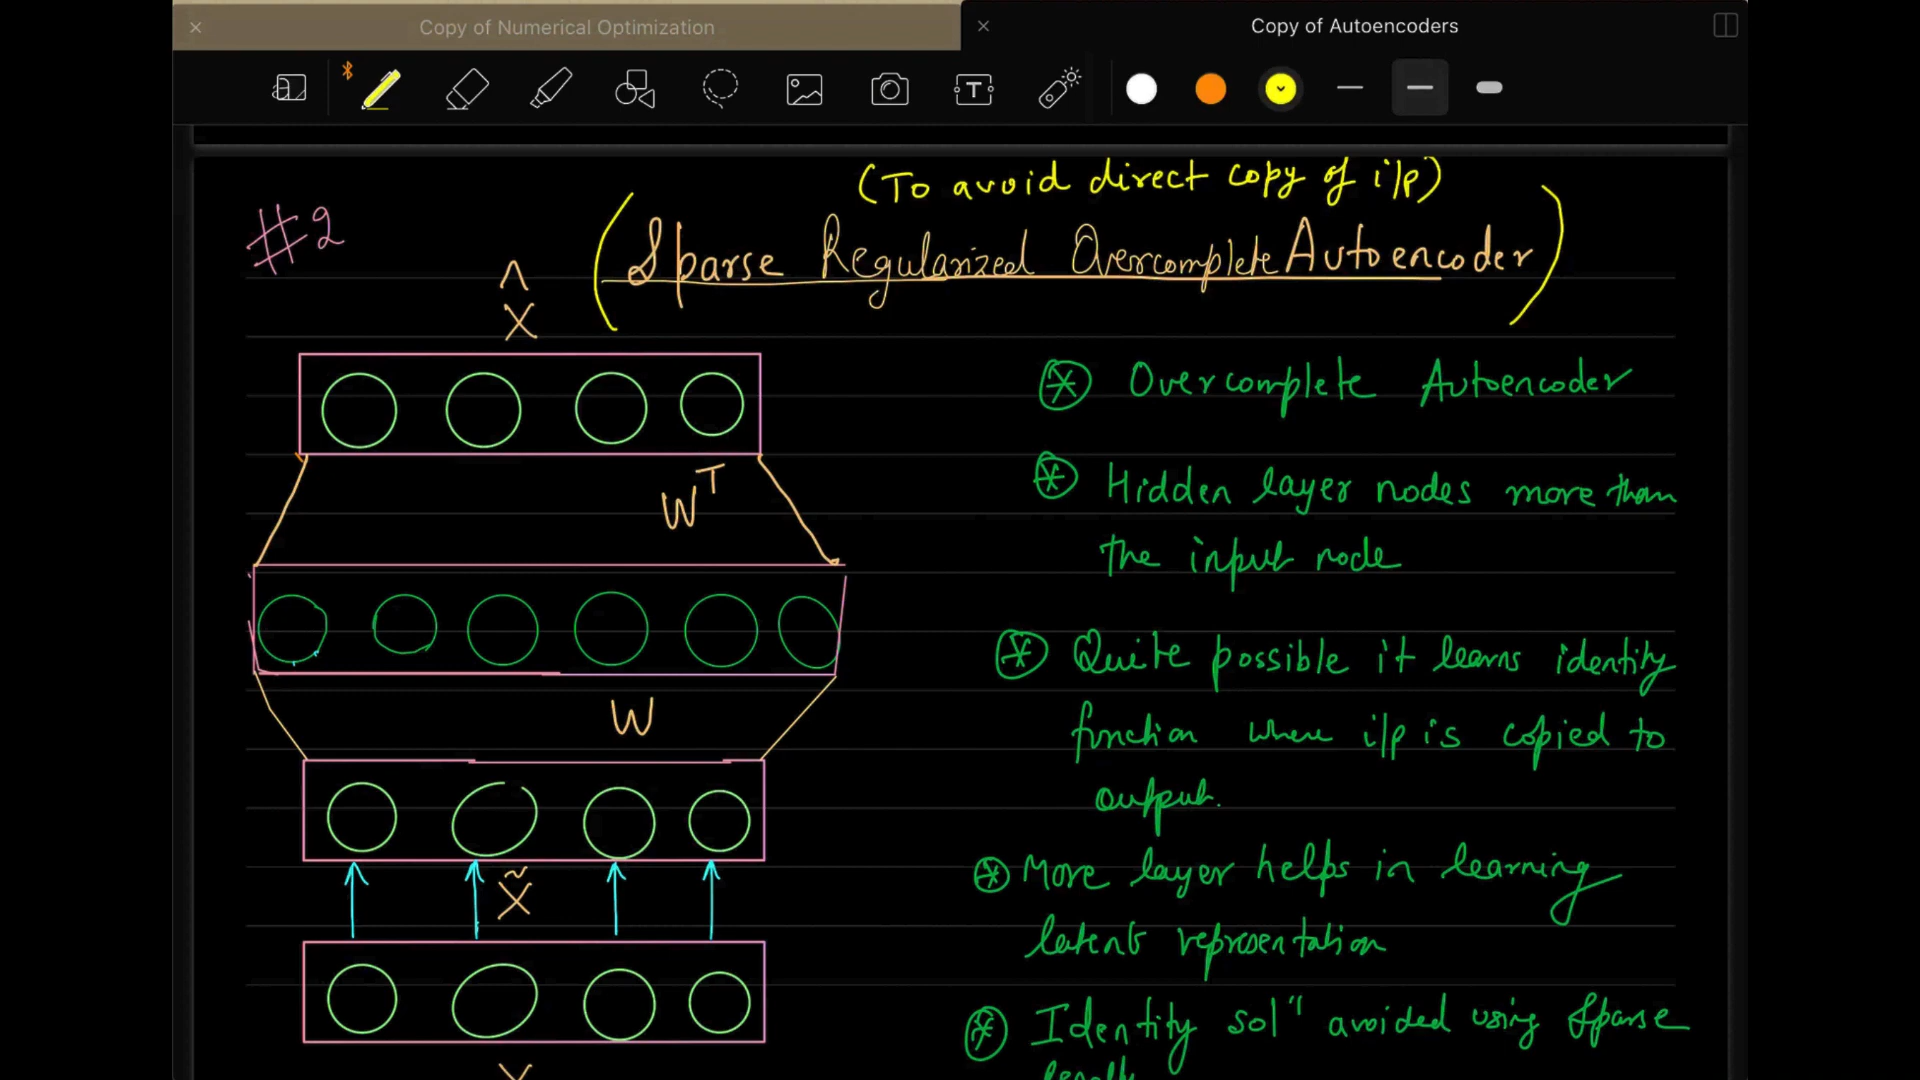 Copy of Numerical Optimization
Copy of Autoencoders
(To avoid direct copy of i/p)
#2
(Sparse Regularized Overcomplete Autoencoder)
^
X
Overcomplete Autoencoder
W^T
Hidden layer nodes more than
the input node
Quite possible it learns identity
function where i/p is copied to
output.
W
More layer helps in learning
latent representation
X̃
Identity solⁿ avoided using Sparse